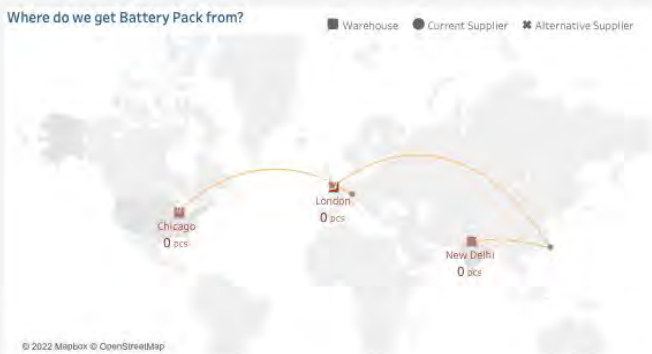 Where do we get Battery Pack from?
Warehouse Current Supplier Alternative Supplier
London
0 pcs
Chicago
0 pcs
New Delhi
0 pcs
© 2022 Mapbox © OpenStreetMap